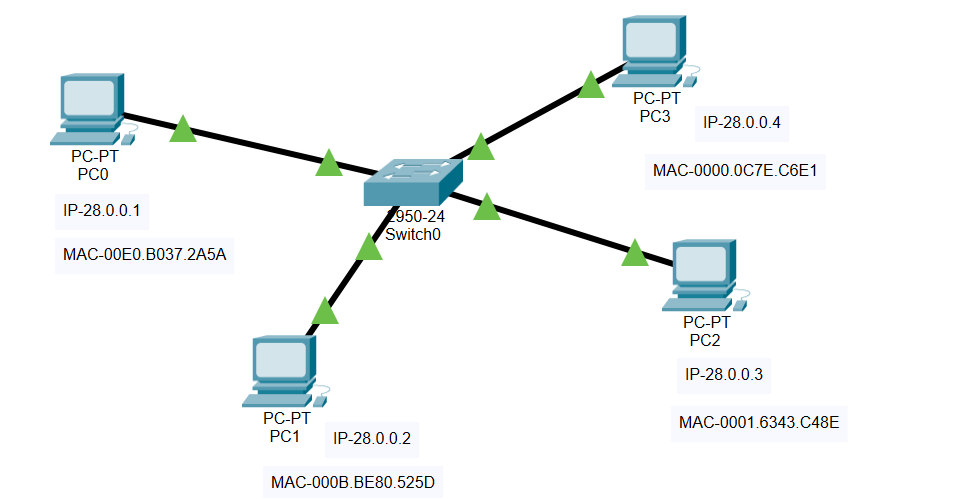 PC-PT
PC3
IP-28.0.0.4
MAC-0000.0C7E.C6E1
PC-PT
PC0
IP-28.0.0.1
MAC-00E0.B037.2A5A
2950-24
Switch0
PC-PT
PC2
IP-28.0.0.3
MAC-0001.6343.C48E
PC-PT
PC1
IP-28.0.0.2
MAC-000B.BE80.525D